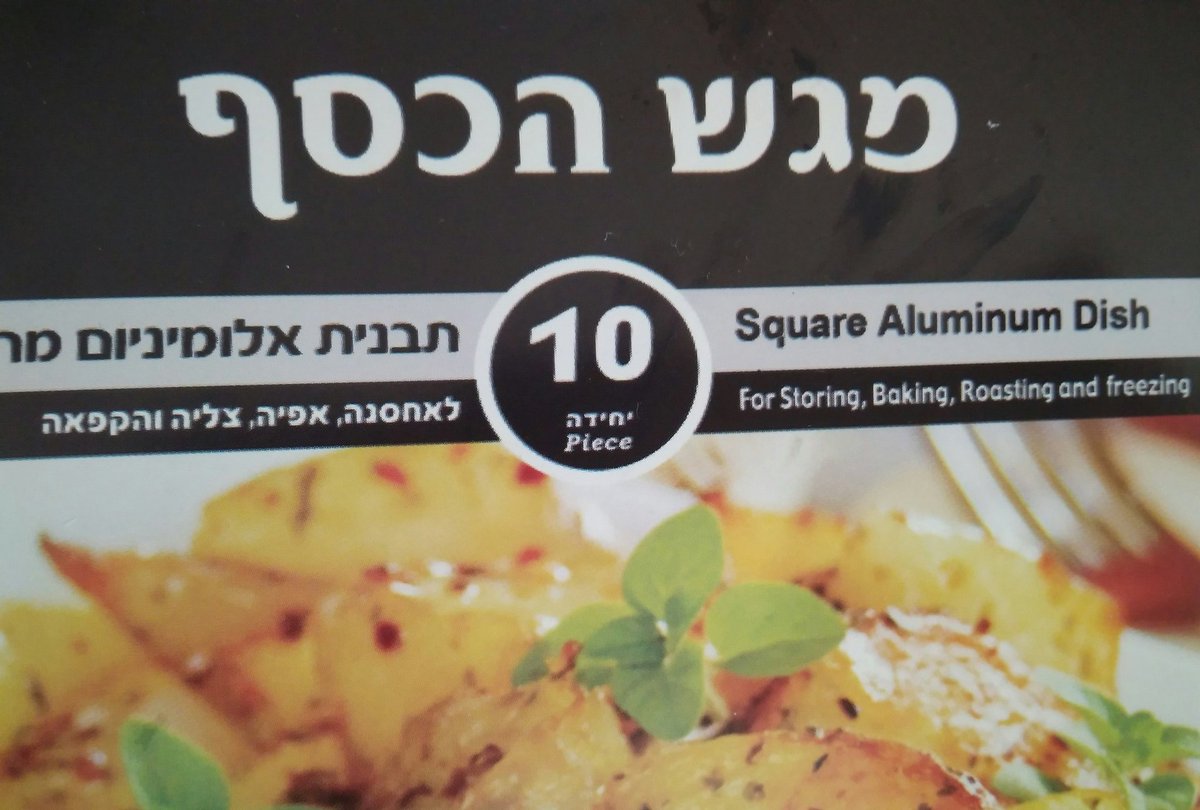 מגש הכסף
תבנית אלומיניום
לאחסנה, אפיה, צליה והקפאה
10
יחידה
Piece
Square Aluminum Dish
For Storing, Baking, Roasting and freezing